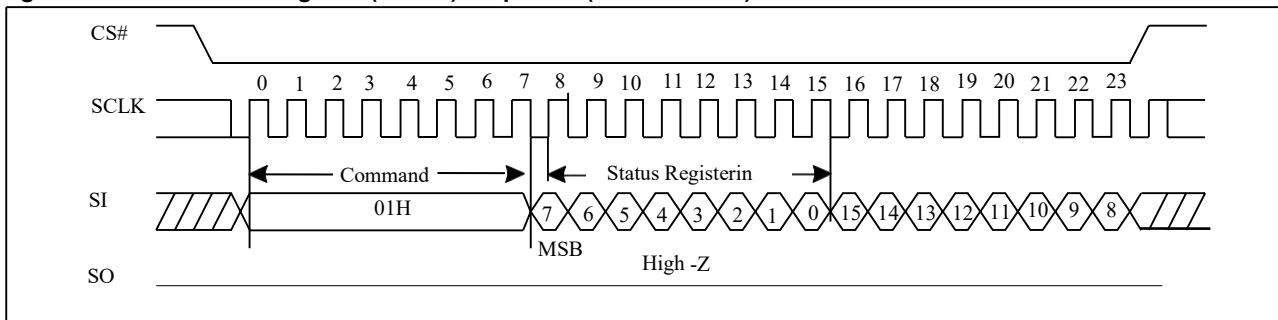 CS#
0 1 2 3 4 5 6 7 8 9 10 11 12 13 14 15 16 17 18 19 20 21 22 23
SCLK
Command Status Registerin
SI 01H 7 6 5 4 3 2 1 0 15 14 13 12 11 10 9 8
MSB
High -Z
SO